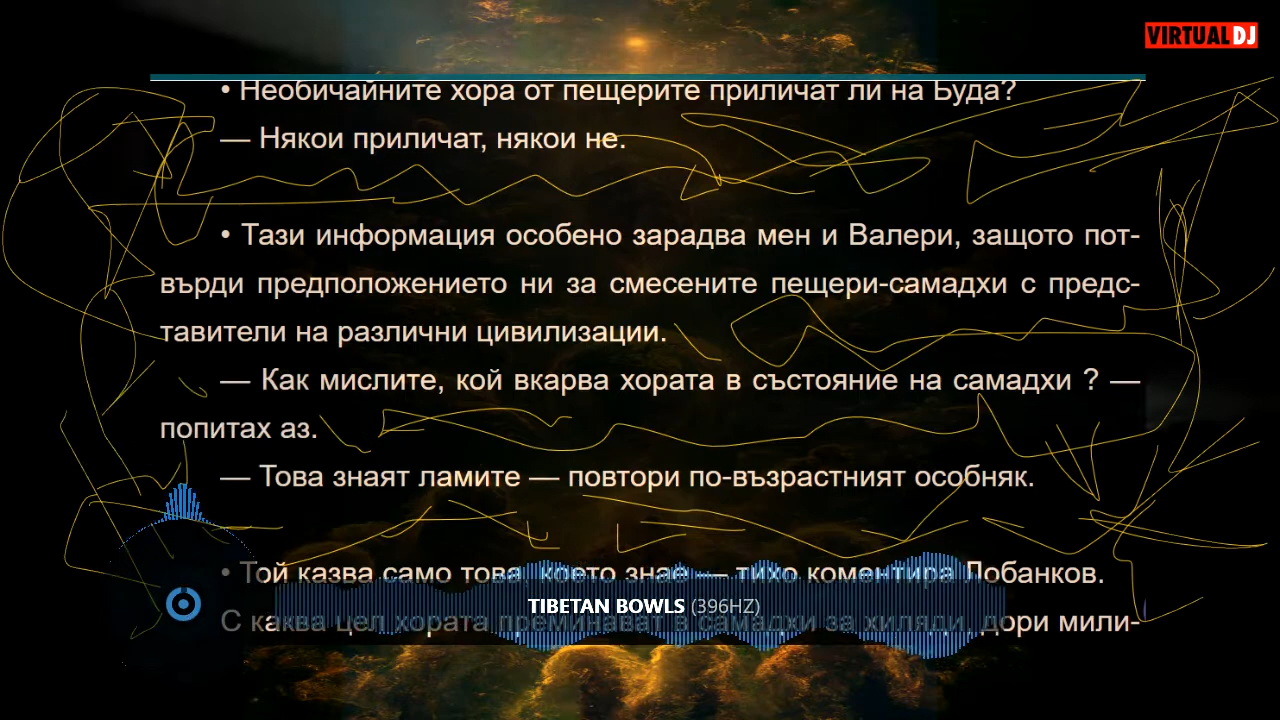 VIRTUAL DJ
• Необичайните хора от пещерите приличат ли на Буда?
— Някои приличат, някои не.
• Тази информация особено зарадва мен и Валери, защото пот-
върди предположението ни за смесените пещери-самадхи с предс-
тавители на различни цивилизации.
— Как мислите, кой вкарва хората в състояние на самадхи ? —
попитах аз.
— Това знаят ламите — повтори по-възрастният особняк.
• Той казва само това, което знае — тихо коментира Лобанков.
TIBETAN BOWLS (396HZ)
С каква цел хората преминават в самадхи за хиляди, дори мили-